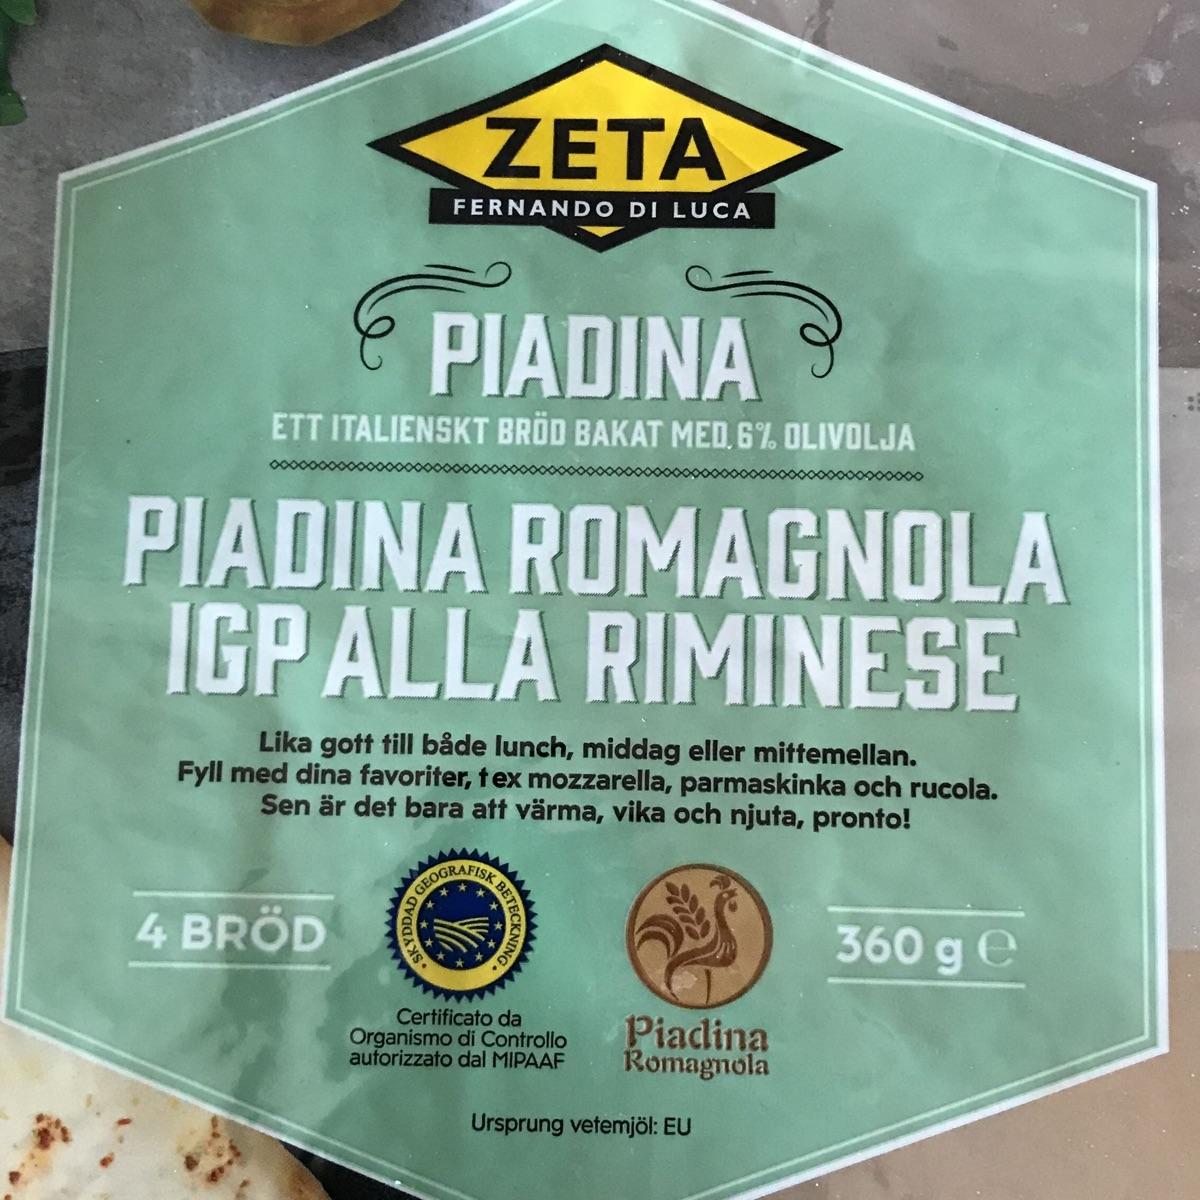 ZETA
FERNANDO DI LUCA
PIADINA
ETT ITALIENSKT BRÖD BAKAT MED 6% OLIVOLJA
PIADINA ROMAGNOLA
IGP ALLA RIMINESE
Lika gott till både lunch, middag eller mittemellan.
Fyll med dina favoriter, t ex mozzarella, parmaskinka och rucola.
Sen är det bara att värma, vika och njuta, pronto!
4 BRÖD
SKYDDAD GEOGRAFISK BETECKNING
360 g ℮
Certificato da
Organismo di Controllo
autorizzato dal MIPAAF
Piadina
Romagnola
Ursprung vetemjöl: EU